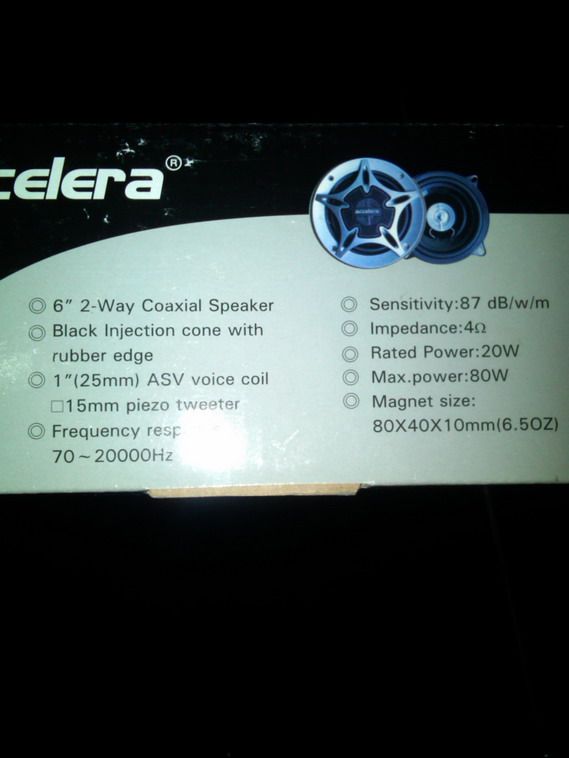 celera®
accelera
6" 2-Way Coaxial Speaker
Black Injection cone with
rubber edge
1"(25mm) ASV voice coil
□15mm piezo tweeter
Frequency resp
70~20000Hz
Sensitivity:87 dB/w/m
Impedance:4Ω
Rated Power:20W
Max.power:80W
Magnet size:
80X40X10mm(6.5OZ)